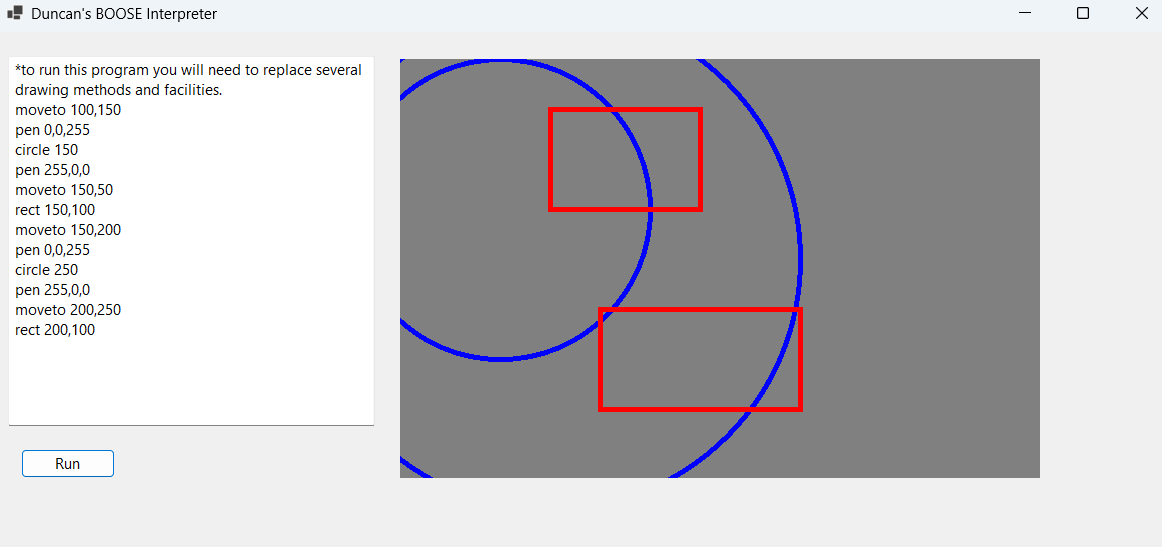 Duncan's BOOSE Interpreter
*to run this program you will need to replace several
drawing methods and facilities.
moveto 100,150
pen 0,0,255
circle 150
pen 255,0,0
moveto 150,50
rect 150,100
moveto 150,200
pen 0,0,255
circle 250
pen 255,0,0
moveto 200,250
rect 200,100
Run